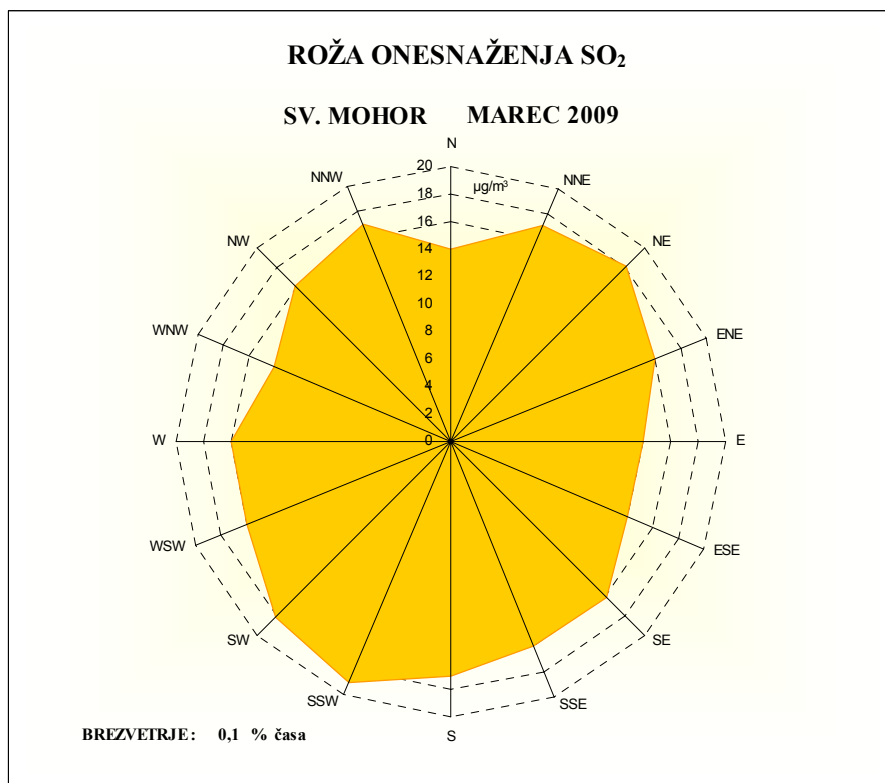 ROŽA ONESNAŽENJA SO₂
SV. MOHOR MAREC 2009
N
NNW
20
NNE
µg/m³
18
16
NW
NE
14
12
10
WNW
ENE
8
6
4
2
W
0
E
WSW
ESE
SW
SE
SSW
SSE
S
BREZVETRJE: 0,1 % časa